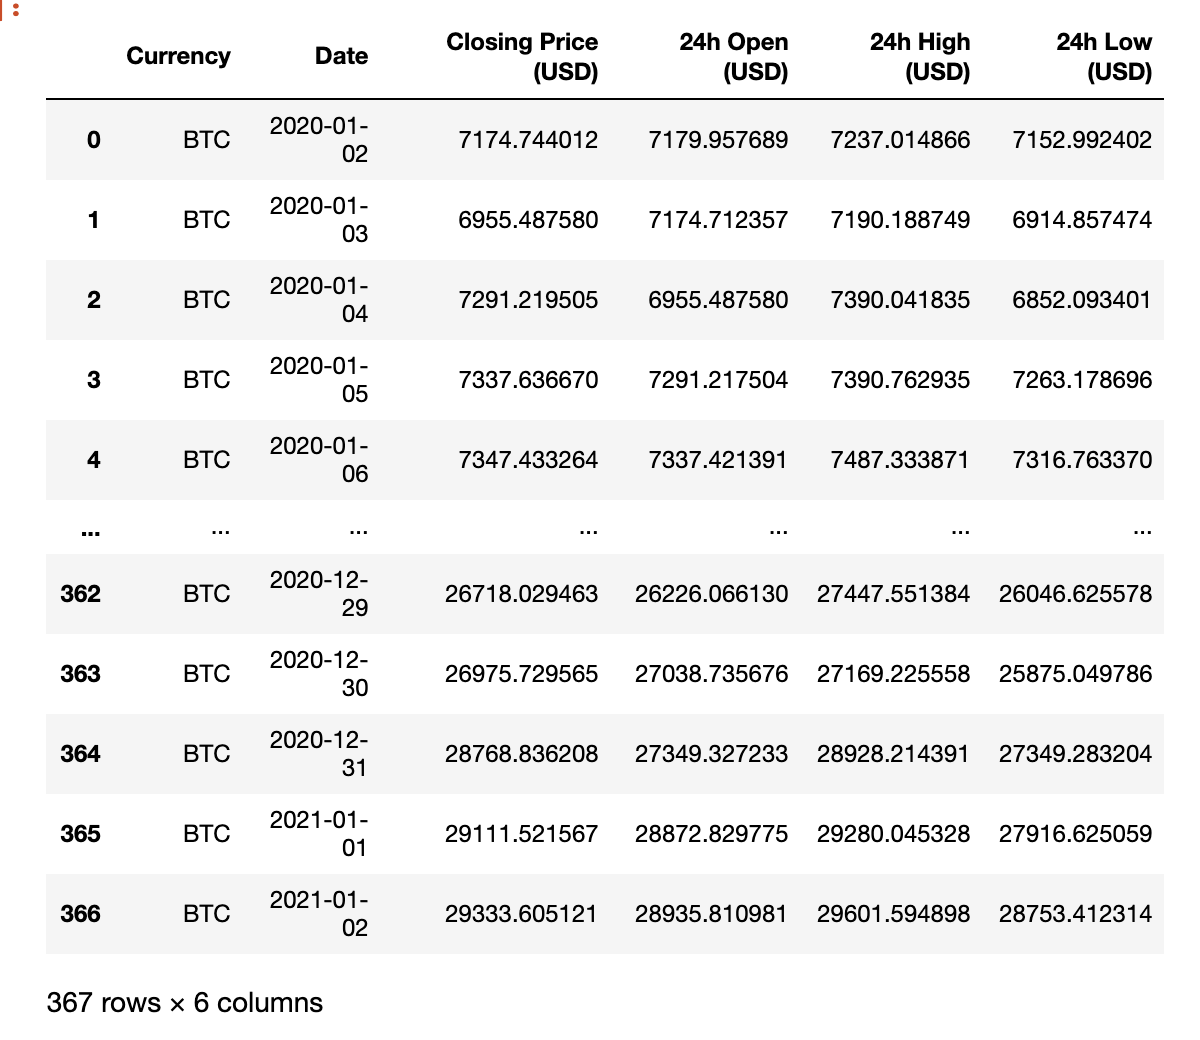 :
Currency Date Closing Price (USD) 24h Open (USD) 24h High (USD) 24h Low (USD)
0 BTC 2020-01-02 7174.744012 7179.957689 7237.014866 7152.992402
1 BTC 2020-01-03 6955.487580 7174.712357 7190.188749 6914.857474
2 BTC 2020-01-04 7291.219505 6955.487580 7390.041835 6852.093401
3 BTC 2020-01-05 7337.636670 7291.217504 7390.762935 7263.178696
4 BTC 2020-01-06 7347.433264 7337.421391 7487.333871 7316.763370
... ... ... ... ... ... ...
362 BTC 2020-12-29 26718.029463 26226.066130 27447.551384 26046.625578
363 BTC 2020-12-30 26975.729565 27038.735676 27169.225558 25875.049786
364 BTC 2020-12-31 28768.836208 27349.327233 28928.214391 27349.283204
365 BTC 2021-01-01 29111.521567 28872.829775 29280.045328 27916.625059
366 BTC 2021-01-02 29333.605121 28935.810981 29601.594898 28753.412314
367 rows × 6 columns